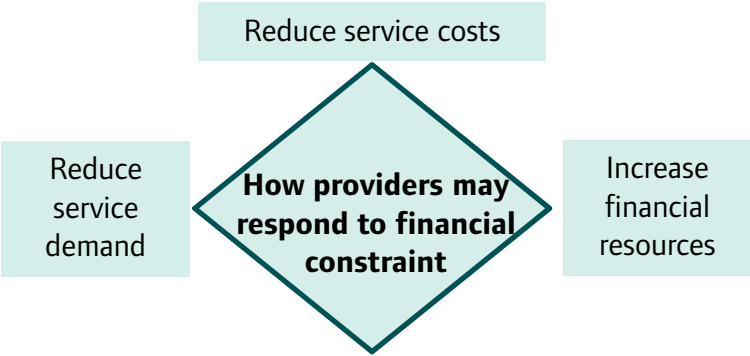 Reduce service costs
Reduce
service
demand
How providers may
respond to financial
constraint
Increase
financial
resources